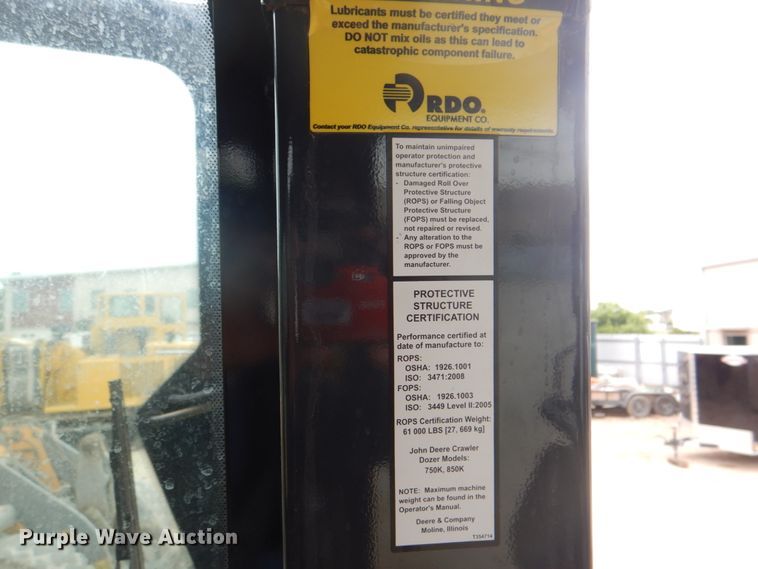 Lubricants must be certified they meet or
exceed the manufacturer's specification.
DO NOT mix oils as this can lead to
catastrophic component failure.
RDO®
EQUIPMENT CO.
Contact your RDO Equipment Co. representative for details of warranty requirements.
To maintain unimpaired
operator protection and
manufacturer's protective
structure certification:
- Damaged Roll Over
Protective Structure
(ROPS) or Falling Object
Protective Structure
(FOPS) must be replaced,
not repaired or revised.
- Any alteration to the
ROPS or FOPS must be
approved by the
manufacturer.
PROTECTIVE
STRUCTURE
CERTIFICATION
Performance certified at
date of manufacture to:
ROPS:
OSHA: 1926.1001
ISO: 3471:2008
FOPS:
OSHA: 1926.1003
ISO: 3449 Level II:2005
ROPS Certification Weight:
61 000 LBS [27, 669 kg]
John Deere Crawler
Dozer Models:
750K, 850K
NOTE: Maximum machine
weight can be found in the
Operator's Manual.
Deere & Company
Moline, Illinois
T354714
Purple Wave Auction